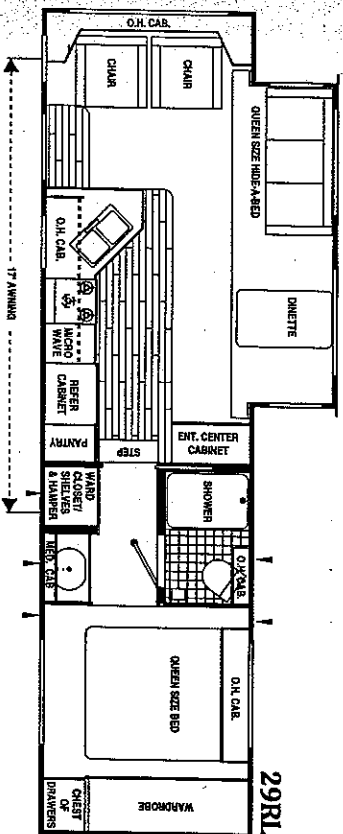 O.H. CAB.
CHAIR
CHAIR
QUEEN SIZE HIDE-A-BED
DINETTE
O.H. CAB.
MICRO
WAVE
REFER
CABINET
PANTRY
STEP
ENT. CENTER
CABINET
17' AWNING
WARD
CLOSET/
SHELVES
& HAMPER
SHOWER
O.H. CAB.
MED. CAB
QUEEN SIZE BED
O.H. CAB.
CHEST
OF
DRAWERS
WARDROBE
29RL